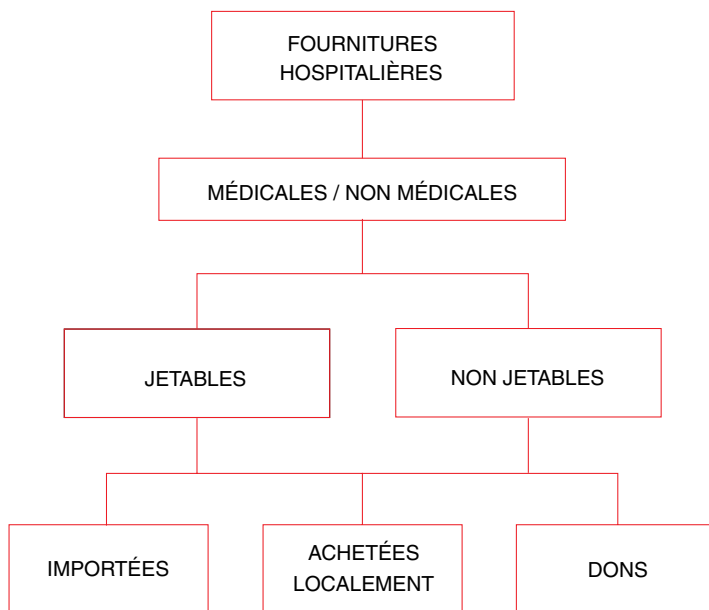 FOURNITURES
HOSPITALIÈRES
MÉDICALES / NON MÉDICALES
JETABLES
NON JETABLES
IMPORTÉES
ACHETÉES
LOCALEMENT
DONS